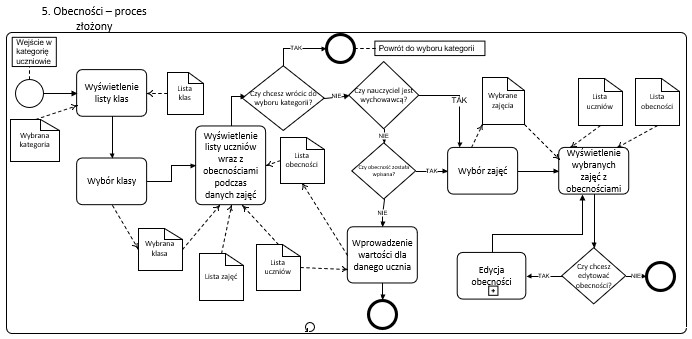 5. Obecności – proces
złożony
Wejście w
kategorię
uczniowie
Wyświetlenie
listy klas
Lista
klas
Wybrana
kategoria
Wybór klasy
Wybrana
klasa
Wyświetlenie
listy uczniów
wraz z
obecnościami
podczas
danych zajęć
Lista zajęć
Lista
uczniów
Lista
obecności
Czy chcesz wrócic do
wyboru kategorii?
TAK
Powrót do wyboru kategorii
NIE
Czy nauczyciel jest
wychowawcą?
TAK
NIE
Czy obecność została
wpisana?
TAK
NIE
Wprowadzenie
wartości dla
danego ucznia
Wybór zajęć
Wybrane
zajęcia
Lista
uczniów
Lista
obecności
Wyświetlenie
wybranych
zajęć z
obecnościami
Czy chcesz
edytować
obecności?
TAK
NIE
Edycja
obecności